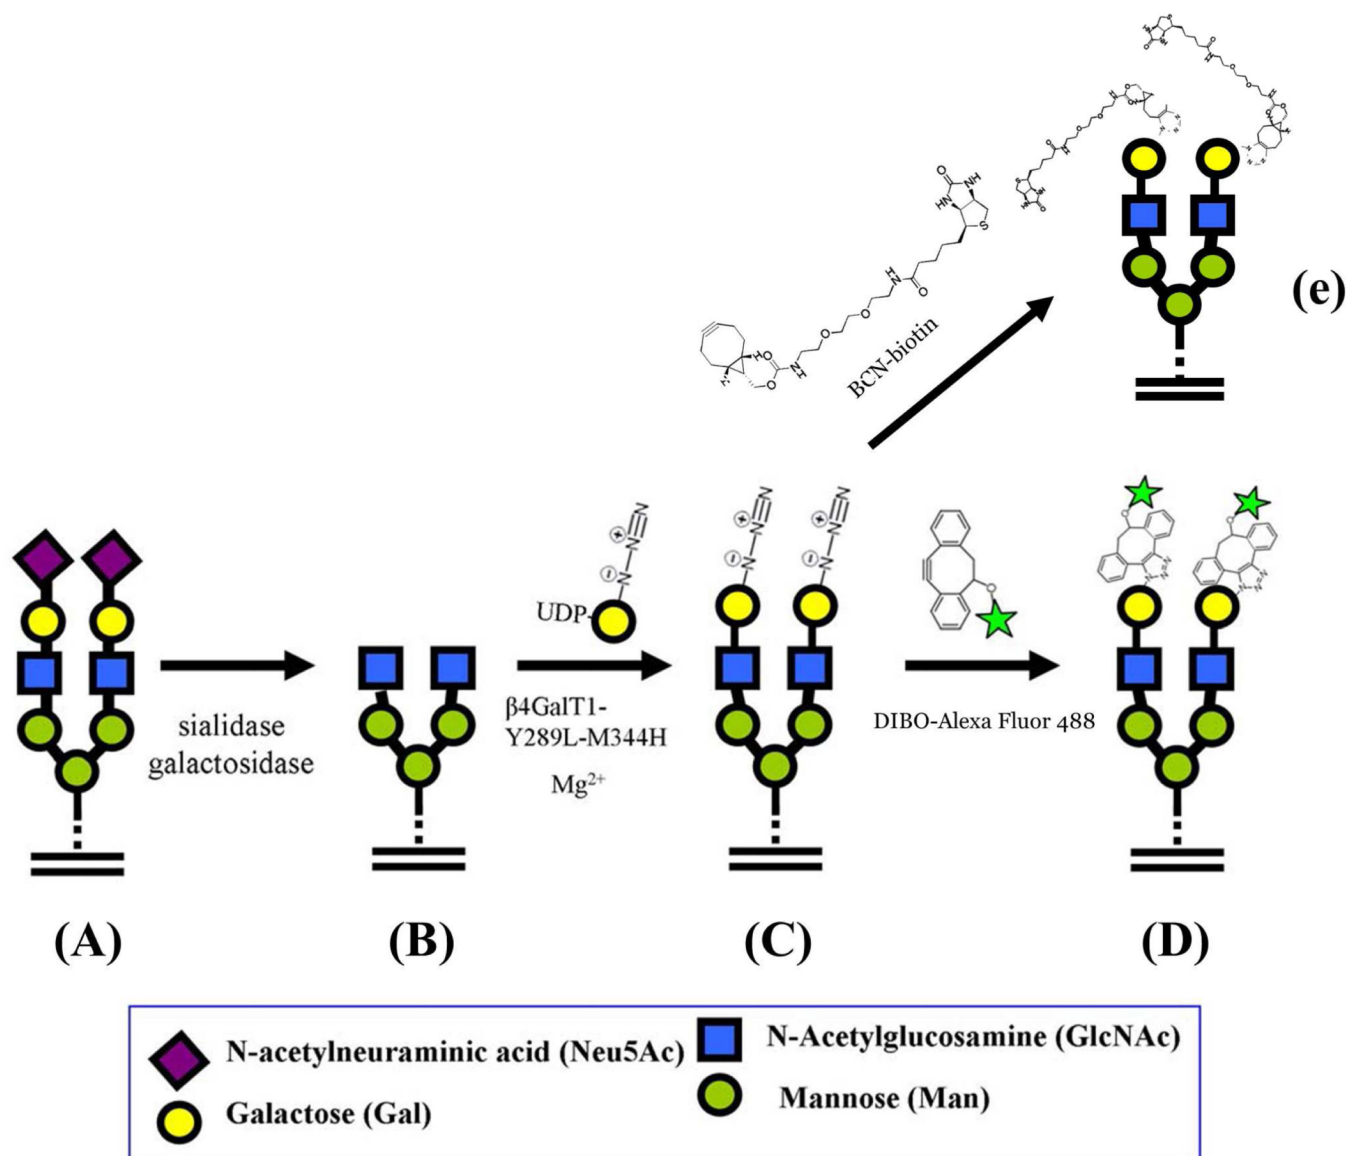 BCN-biotin
(e)
UDP-
sialidase
galactosidase
β4GalT1-
Y289L-M344H
Mg²⁺
DIBO-Alexa Fluor 488
(A)
(B)
(C)
(D)
N-acetylneuraminic acid (Neu5Ac)
N-Acetylglucosamine (GlcNAc)
Galactose (Gal)
Mannose (Man)